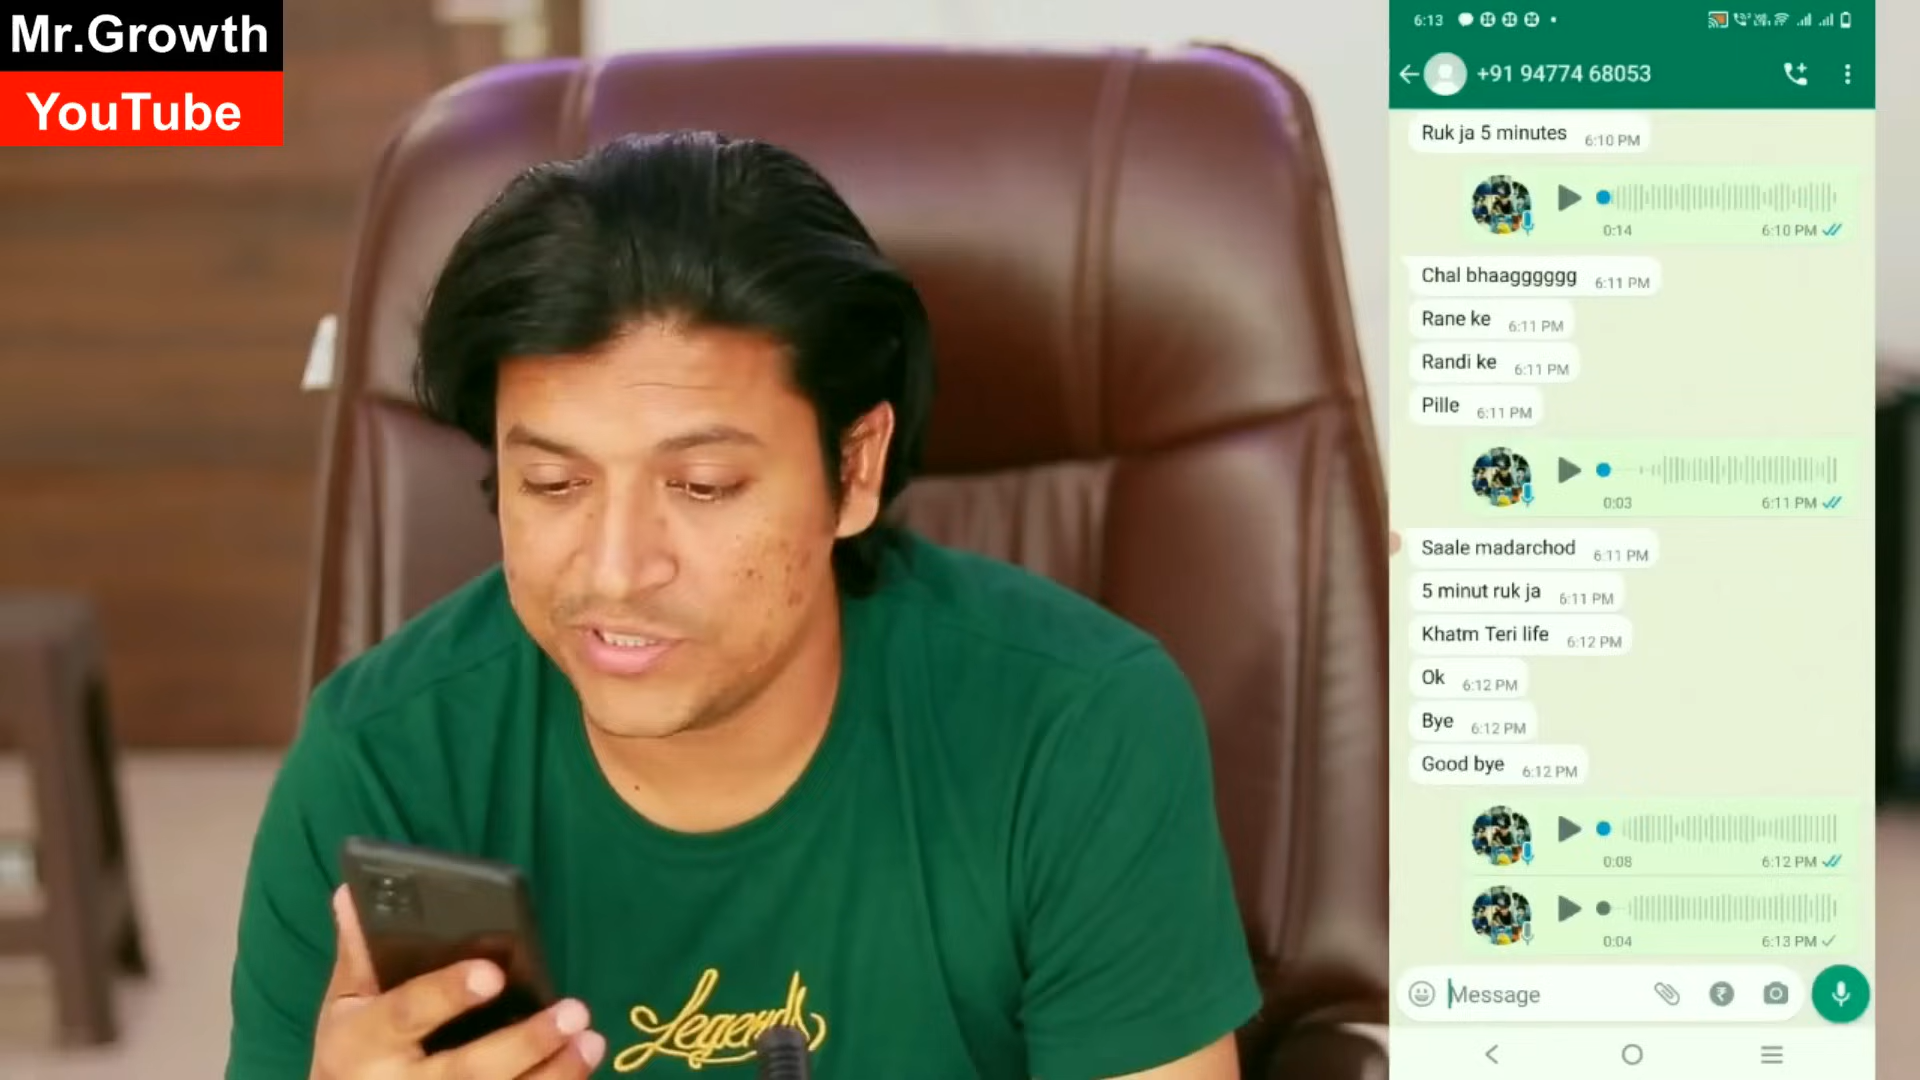 Mr.Growth
YouTube
6:13
+91 94774 68053
Ruk ja 5 minutes 6:10 PM
0:14 6:10 PM
Chal bhaagggggg 6:11 PM
Rane ke 6:11 PM
Randi ke 6:11 PM
Pille 6:11 PM
0:03 6:11 PM
Saale madarchod 6:11 PM
5 minut ruk ja 6:11 PM
Khatm Teri life 6:12 PM
Ok 6:12 PM
Bye 6:12 PM
Good bye 6:12 PM
0:08 6:12 PM
0:04 6:13 PM
Message
Legends